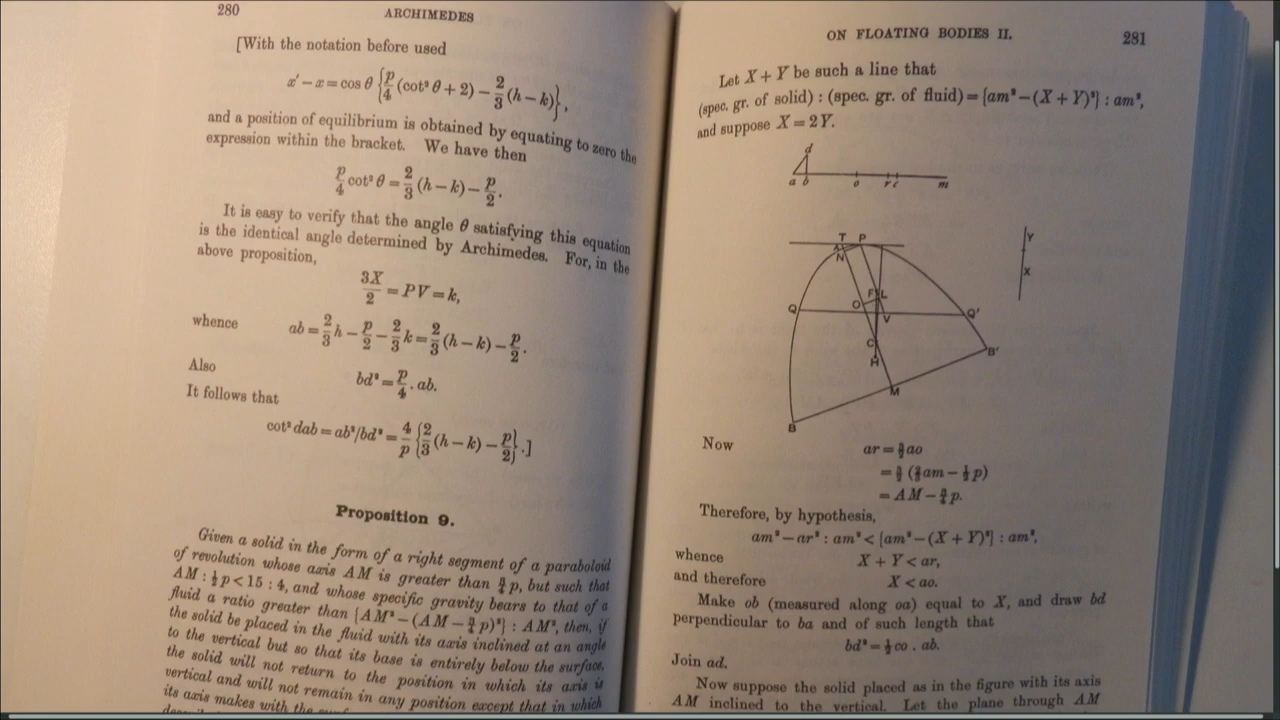 280
ARCHIMEDES
[With the notation before used
x′ − x = cos θ {p/4 (cot² θ + 2) − 2/3 (h − k)},
and a position of equilibrium is obtained by equating to zero the
expression within the bracket. We have then
p/4 cot² θ = 2/3 (h − k) − p/2.
It is easy to verify that the angle θ satisfying this equation
is the identical angle determined by Archimedes. For, in the
above proposition,
3X/2 = PV = k,
whence ab = 2/3 h − p/2 − 2/3 k = 2/3 (h − k) − p/2.
Also
bd² = p/4 . ab.
It follows that
cot² dab = ab²/bd² = 4/p {2/3 (h − k) − p/2}.]
Proposition 9.
Given a solid in the form of a right segment of a paraboloid
of revolution whose axis AM is greater than 3/4 p, but such that
AM : 1/2 p < 15 : 4, and whose specific gravity bears to that of a
fluid a ratio greater than {AM² − (AM − 3/4 p)²} : AM², then, if
the solid be placed in the fluid with its axis inclined at an angle
to the vertical but so that its base is entirely below the surface,
the solid will not return to the position in which its axis is
vertical and will not remain in any position except that in which
its axis makes with the
ON FLOATING BODIES II.
281
Let X + Y be such a line that
(spec. gr. of solid) : (spec. gr. of fluid) = {am² − (X + Y)²} : am²,
and suppose X = 2Y.
d
a b o r c m
T P
A
N
Y
X
F L
O
Q V Q′
C
B′
H
M
B
Now ar = 3/2 ao
= 3/2 (2/3 am − 1/2 p)
= AM − 3/4 p.
Therefore, by hypothesis,
am² − ar² : am² < {am² − (X + Y)²} : am²,
whence X + Y < ar,
and therefore X < ao.
Make ob (measured along oa) equal to X, and draw bd
perpendicular to ba and of such length that
bd² = 1/2 co . ab.
Join ad.
Now suppose the solid placed as in the figure with its axis
AM inclined to the vertical. Let the plane through AM